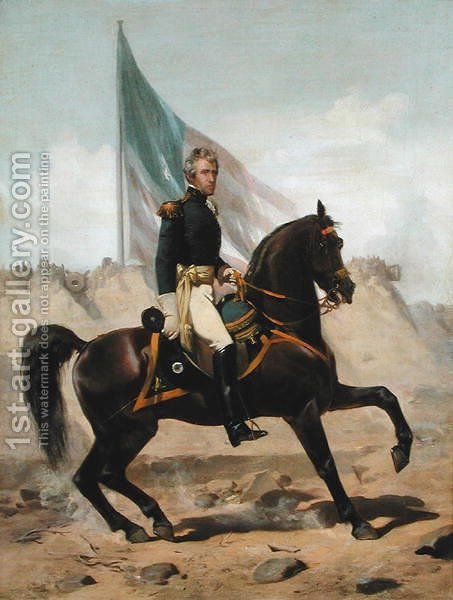 1st-art-gallery.com
This watermark does not appear on the painting